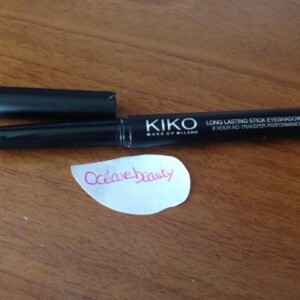 KIKO
MAKE UP MILANO
LONG LASTING STICK EYESHADOW
8 HOUR NO-TRANSFER PERFORMANCE
Océanebeauty